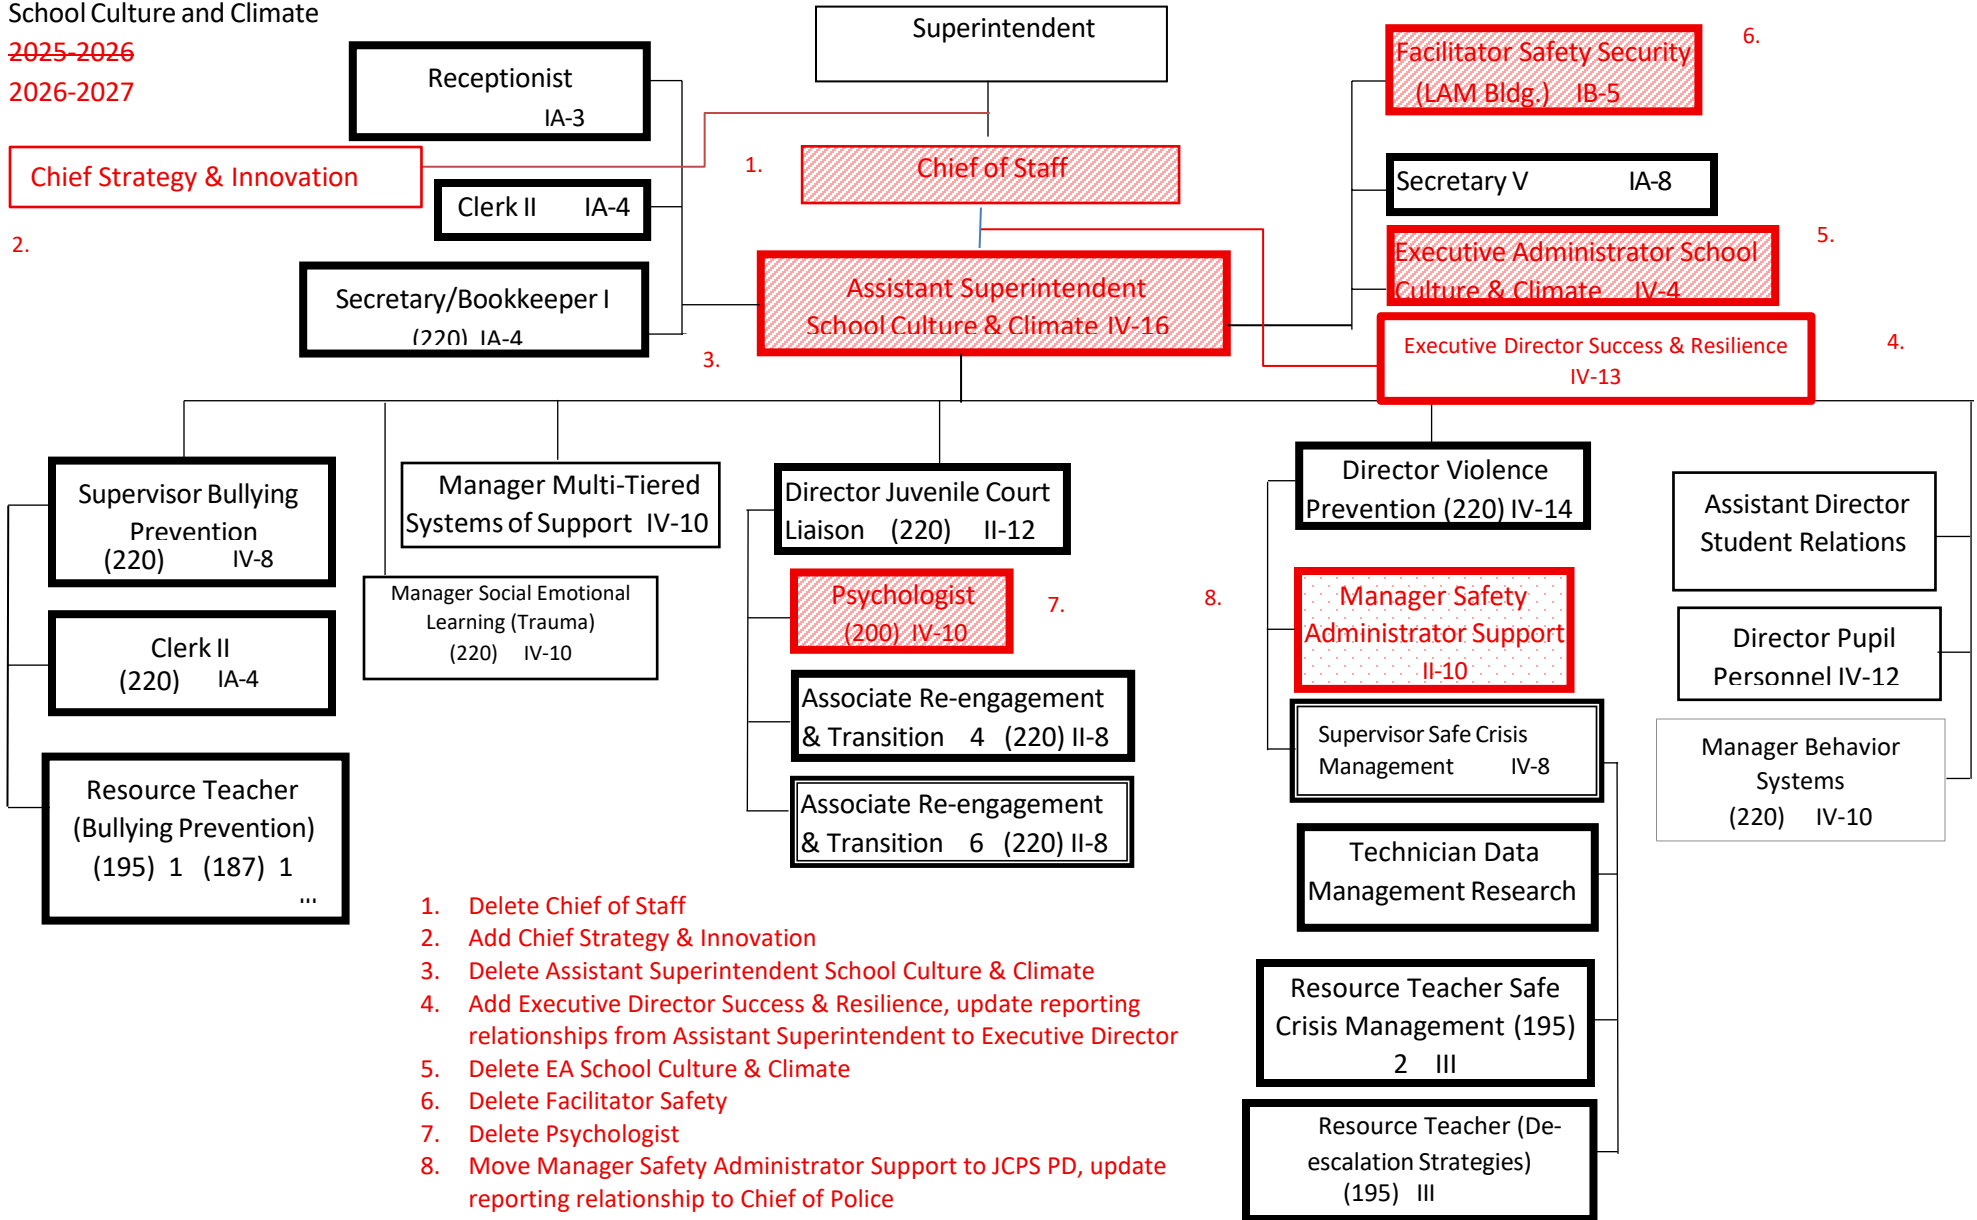 School Culture and Climate
2025-2026
2026-2027
Superintendent
Receptionist
IA-3
Facilitator Safety Security
(LAM Bldg.) IB-5
6.
Chief Strategy & Innovation
1.
Chief of Staff
Secretary V IA-8
Clerk II IA-4
2.
Executive Administrator School
Culture & Climate IV-4
5.
Secretary/Bookkeeper I
(220) IA-4
Assistant Superintendent
School Culture & Climate IV-16
3.
Executive Director Success & Resilience
IV-13
4.
Supervisor Bullying
Prevention
(220) IV-8
Manager Multi-Tiered
Systems of Support IV-10
Director Juvenile Court
Liaison (220) II-12
Director Violence
Prevention (220) IV-14
Assistant Director
Student Relations
Manager Social Emotional
Learning (Trauma)
(220) IV-10
Psychologist
(200) IV-10
7.
8.
Manager Safety
Administrator Support
II-10
Clerk II
(220) IA-4
Director Pupil
Personnel IV-12
Associate Re-engagement
& Transition 4 (220) II-8
Supervisor Safe Crisis
Management IV-8
Manager Behavior
Systems
(220) IV-10
Resource Teacher
(Bullying Prevention)
(195) 1 (187) 1
III
Associate Re-engagement
& Transition 6 (220) II-8
Technician Data
Management Research
Resource Teacher Safe
Crisis Management (195)
2 III
Resource Teacher (De-
escalation Strategies)
(195) III
1. Delete Chief of Staff
2. Add Chief Strategy & Innovation
3. Delete Assistant Superintendent School Culture & Climate
4. Add Executive Director Success & Resilience, update reporting
relationships from Assistant Superintendent to Executive Director
5. Delete EA School Culture & Climate
6. Delete Facilitator Safety
7. Delete Psychologist
8. Move Manager Safety Administrator Support to JCPS PD, update
reporting relationship to Chief of Police